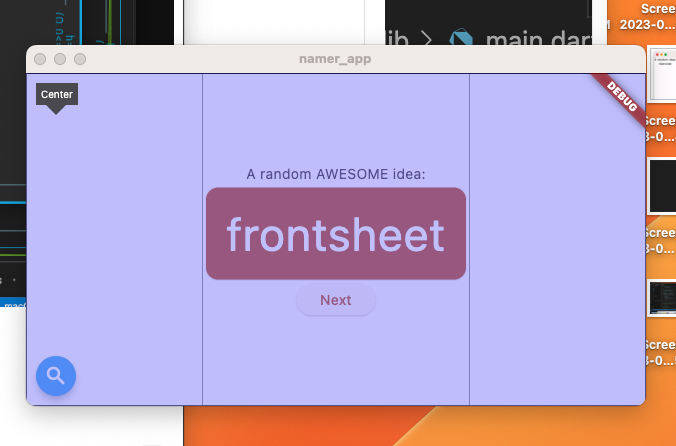 Scree
2023-0...
lib > main.dar
namer_app
Center
DEBUG
Scree
3-0...
A random AWESOME idea:
frontsheet
Next
Scree
3-0...
mac
Scree
3-0...